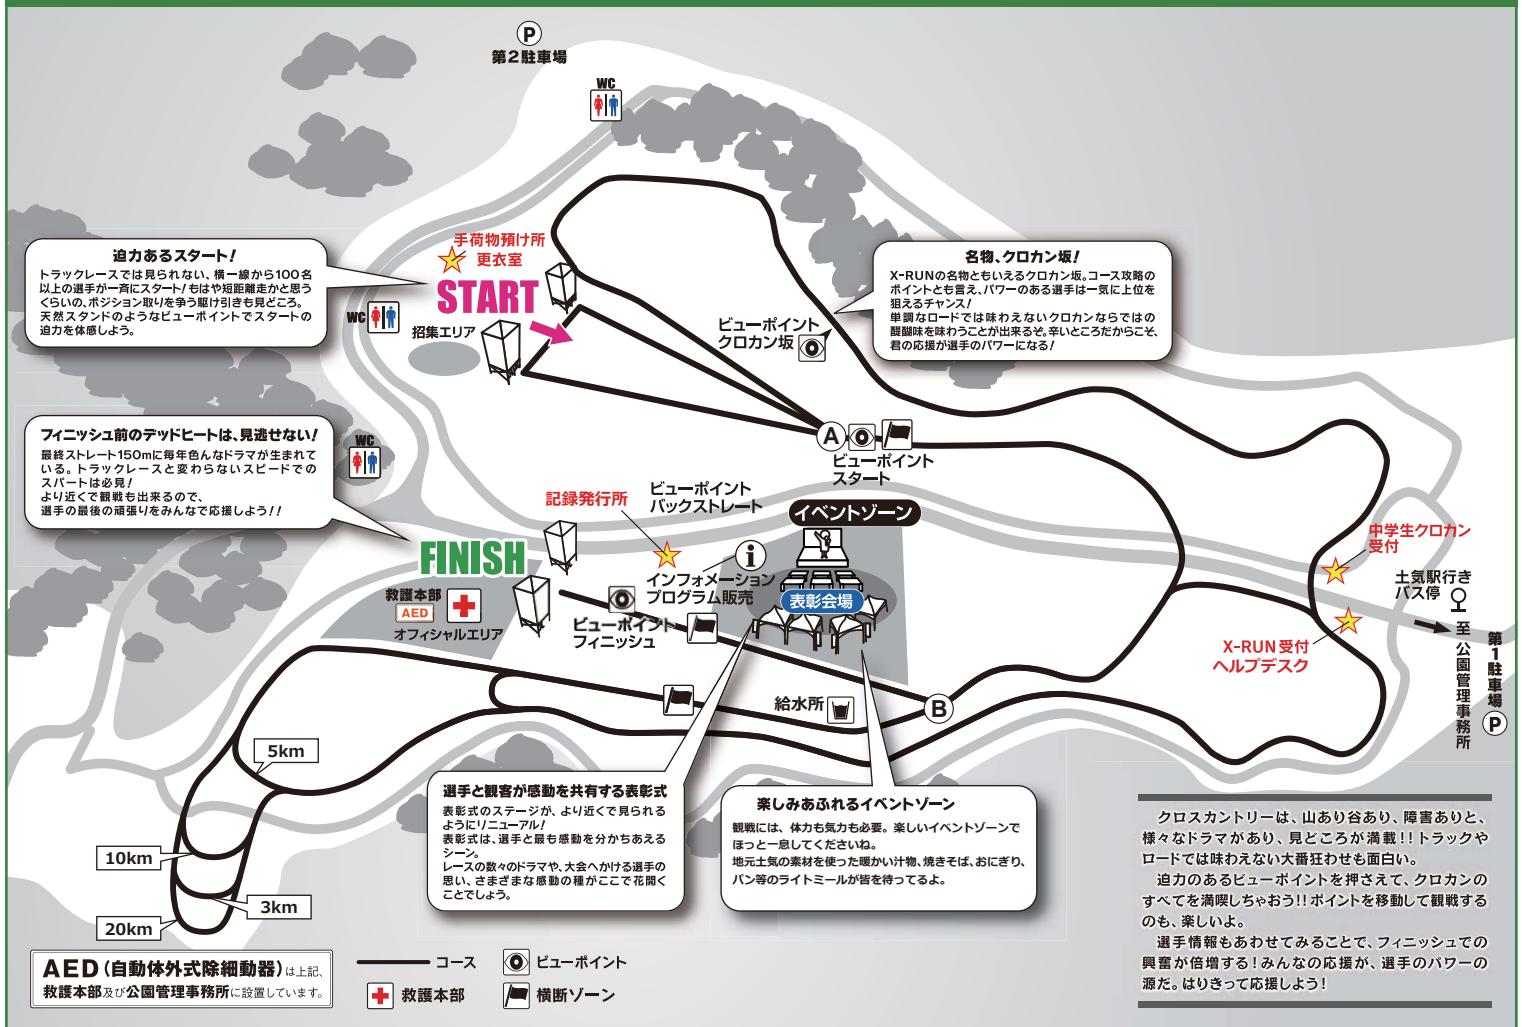 P
第2駐車場
WC
迫力あるスタート!
トラックレースでは見られない、横一線から100名
以上の選手が一斉にスタート! もはや短距離走かと思う
くらいの、ポジション取りを争う駆け引きも見どころ。
天然スタンドのようなビューポイントでスタートの
迫力を体感しよう。
手荷物預け所
更衣室
START
WC
招集エリア
ビューポイント
クロカン坂
名物、クロカン坂!
X-RUNの名物ともいえるクロカン坂。コース攻略の
ポイントとも言え、パワーのある選手は一気に上位を
狙えるチャンス!
単調なロードでは味わえないクロカンならではの
醍醐味を味わうことが出来るぞ。辛いところだからこそ、
君の応援が選手のパワーになる!
フィニッシュ前のデッドヒートは、見逃せない!
最終ストレート150mに毎年色んなドラマが生まれて
いる。トラックレースと変わらないスピードでの
スパートは必見!
より近くで観戦も出来るので、
選手の最後の頑張りをみんなで応援しよう!!
WC
A
ビューポイント
スタート
記録発行所
ビューポイント
バックストレート
イベントゾーン
FINISH
i
インフォメーション
プログラム販売
表彰会場
救護本部
AED
オフィシャルエリア
ビューポイント
フィニッシュ
中学生クロカン
受付
土気駅行き
バス停
X-RUN 受付
ヘルプデスク
至 公園管理事務所
第1駐車場
P
給水所
B
5km
10km
3km
20km
選手と観客が感動を共有する表彰式
表彰式のステージが、より近くで見られる
ようにリニューアル!
表彰式は、選手と最も感動を分かちあえる
シーン。
レースの数々のドラマや、大会へかける選手の
思い、さまざまな感動の種がここで花開く
ことでしょう。
楽しみあふれるイベントゾーン
観戦には、体力も気力も必要。楽しいイベントゾーンで
ほっと一息してくださいね。
地元土気の素材を使った暖かい汁物、焼きそば、おにぎり、
パン等のライトミールが皆を待ってるよ。
クロスカントリーは、山あり谷あり、障害ありと、
様々なドラマがあり、見どころが満載!!トラックや
ロードでは味わえない大番狂わせも面白い。
迫力のあるビューポイントを押さえて、クロカンの
すべてを満喫しちゃおう!!ポイントを移動して観戦する
のも、楽しいよ。
選手情報もあわせてみることで、フィニッシュでの
興奮が倍増する!みんなの応援が、選手のパワーの
源だ。はりきって応援しよう!
AED(自動体外式除細動器)は上記、
救護本部及び公園管理事務所に設置しています。
コース
ビューポイント
救護本部
横断ゾーン